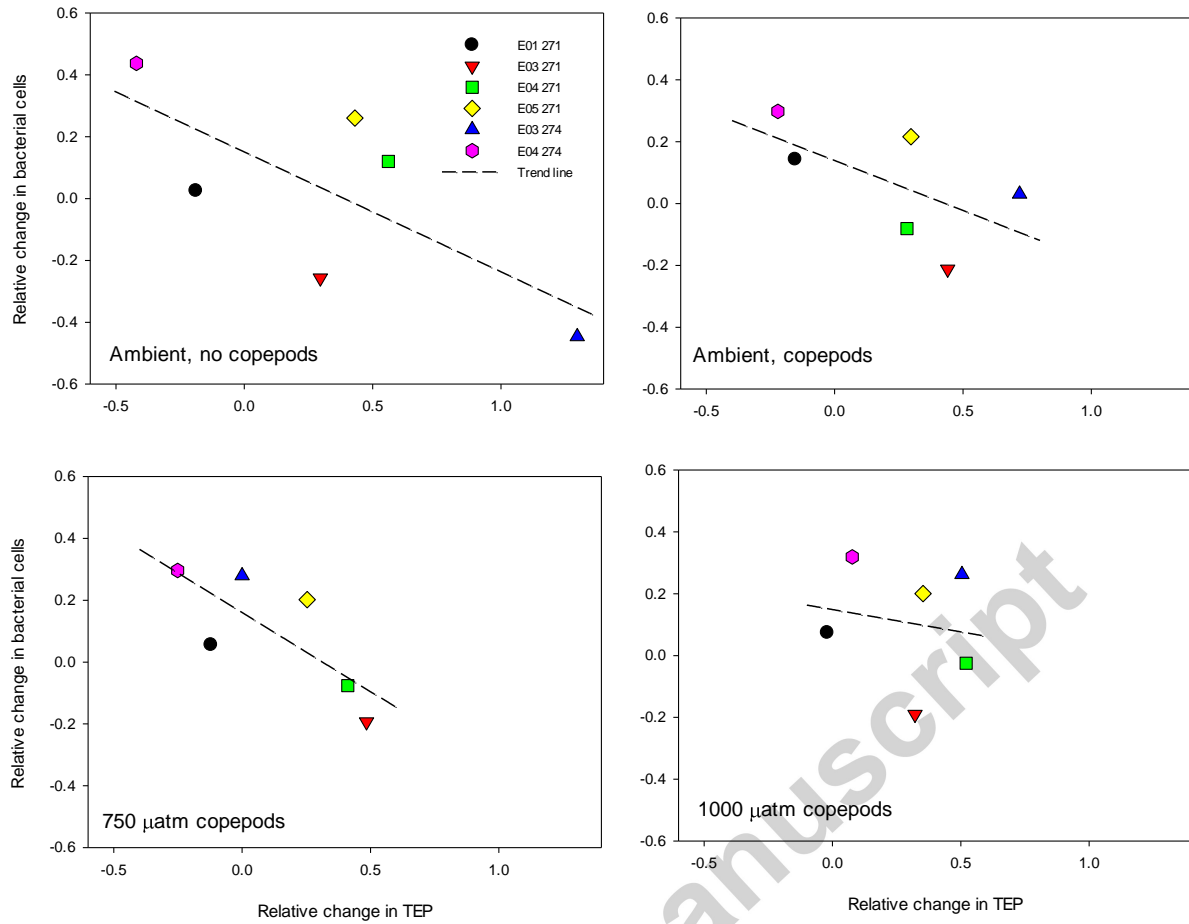 0.6
0.4
0.2
0.0
-0.2
-0.4
-0.6
-0.5
0.0
0.5
1.0
Relative change in bacterial cells
E01 271
E03 271
E04 271
E05 271
E03 274
E04 274
Trend line
Ambient, no copepods
0.6
0.4
0.2
0.0
-0.2
-0.4
-0.6
-0.5
0.0
0.5
1.0
Ambient, copepods
0.6
0.4
0.2
0.0
-0.2
-0.4
-0.6
-0.5
0.0
0.5
1.0
Relative change in bacterial cells
750 μatm copepods
Relative change in TEP
0.6
0.4
0.2
0.0
-0.2
-0.4
-0.6
-0.5
0.0
0.5
1.0
1000 μatm copepods
Relative change in TEP
anuscript